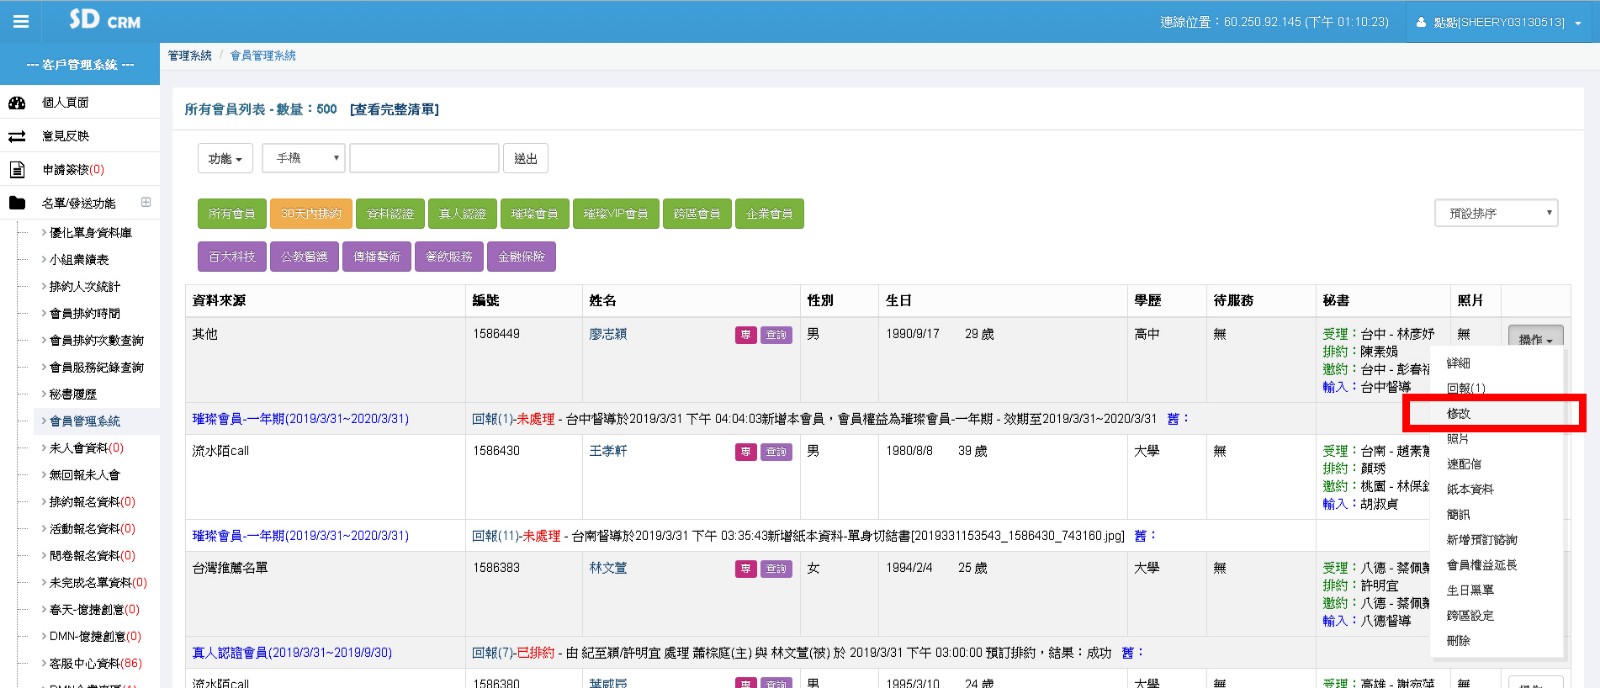 SD CRM
連線位置：60.250.92.145 (下午 01:10:23)
點點[SHEERY03130513]
--- 客戶管理系統 ---
管理系統 / 會員管理系統
個人頁面
意見反映
申請簽核(0)
名單/發送功能
優化單身資料庫
小組業績表
排約人次統計
會員排約時間
會員排約次數查詢
會員服務紀錄查詢
秘書履歷
會員管理系統
未入會資料(0)
無回報未入會
排約報名資料(0)
活動報名資料(0)
問卷報名資料(0)
未完成名單資料(0)
春天-億捷創意(0)
DMN-億捷創意(0)
客服中心資料(86)
所有會員列表 - 數量：500 [查看完整清單]
功能 手機 送出
所有會員 30天內排約 資料認證 真人認證 璀璨會員 璀璨VIP會員 跨區會員 企業會員
預設排序
百大科技 公教醫護 傳播藝術 餐飲服務 金融保險
資料來源 編號 姓名 性別 生日 學歷 待服務 秘書 照片
其他 1586449 廖志穎 專 查詢 男 1990/9/17 29 歲 高中 無 受理：台中 - 林彥妤 無 操作
排約：陳素娟
邀約：台中 - 彭春
輸入：台中督導
璀璨會員-一年期(2019/3/31~2020/3/31) 回報(1)-未處理 - 台中督導於2019/3/31 下午 04:04:03新增本會員，會員權益為璀璨會員-一年期 - 效期至2019/3/31~2020/3/31 舊：
流水陌call 1586430 王孝軒 專 查詢 男 1980/8/8 39 歲 大學 無 受理：台南 - 趙素
排約：顏琇
邀約：桃園 - 林保
輸入：胡淑貞
璀璨會員-一年期(2019/3/31~2020/3/31) 回報(11)-未處理 - 台南督導於2019/3/31 下午 03:35:43新增紙本資料-單身切結書[2019331153543_1586430_743160.jpg] 舊：
台灣推薦名單 1586383 林文萱 專 查詢 女 1994/2/4 25 歲 大學 無 受理：八德 - 蔡佩
排約：許明宜
邀約：八德 - 蔡佩
輸入：八德督導
真人認證會員(2019/3/31~2019/9/30) 回報(7)-已排約 - 由 紀至穎/許明宜 處理 蕭棕庭(主) 與 林文萱(被) 於 2019/3/31 下午 03:00:00 預訂排約，結果：成功 舊：
流水陌call 1586380 葉威辰 專 查詢 男 1995/3/10 24 歲 大學 無 受理：高雄 - 謝宛萍 無
詳細
回報(1)
修改
照片
速配信
紙本資料
簡訊
新增預訂諮詢
會員權益延長
生日黑單
跨區設定
刪除